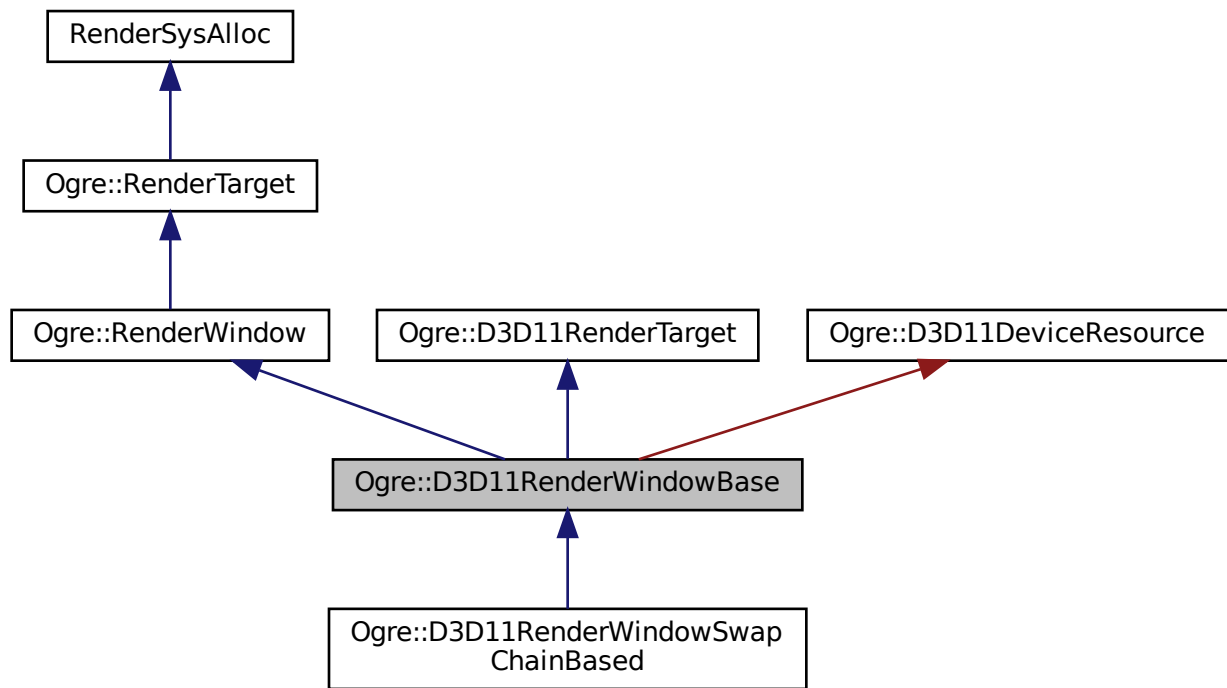 RenderSysAlloc
Ogre::RenderTarget
Ogre::RenderWindow
Ogre::D3D11RenderTarget
Ogre::D3D11DeviceResource
Ogre::D3D11RenderWindowBase
Ogre::D3D11RenderWindowSwap
ChainBased